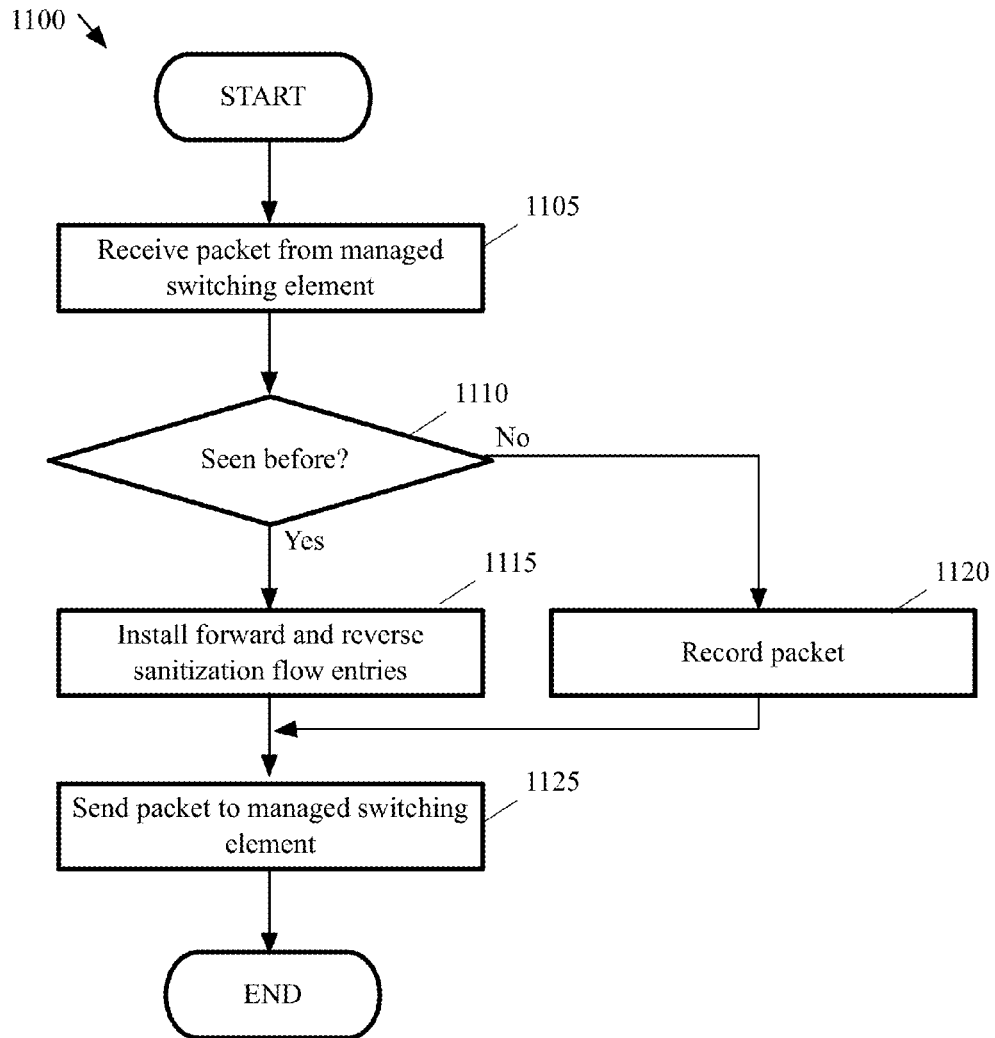 1100
START
1105
Receive packet from managed
switching element
1110
Seen before?
No
Yes
1115
Install forward and reverse
sanitization flow entries
1120
Record packet
1125
Send packet to managed switching
element
END